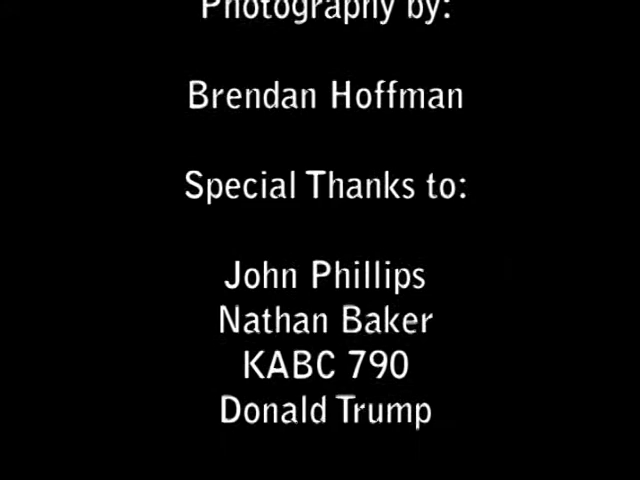 Photography by:
Brendan Hoffman
Special Thanks to:
John Phillips
Nathan Baker
KABC 790
Donald Trump